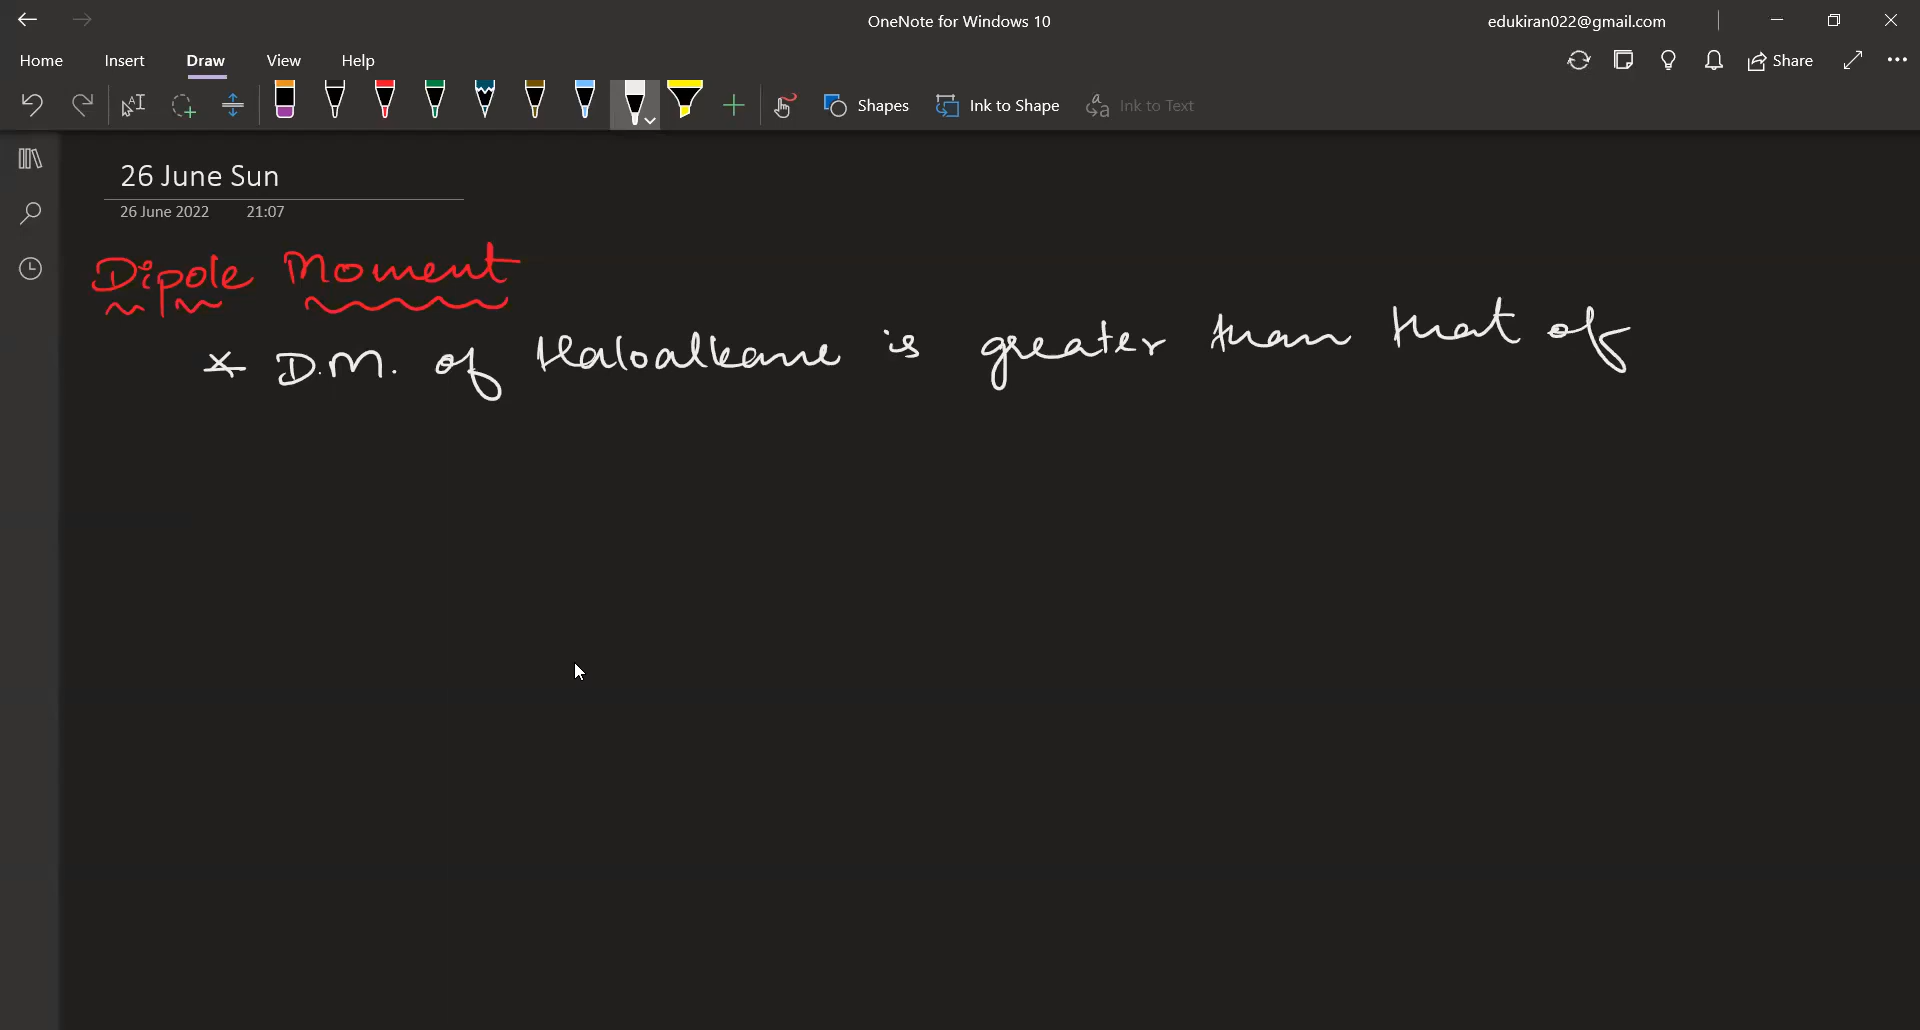 OneNote for Windows 10
edukiran022@gmail.com
Home Insert Draw View Help
Share
Shapes
Ink to Shape
Ink to Text
26 June Sun
26 June 2022 21:07
Dipole Moment
* D.M. of Haloalkane is greater than that of